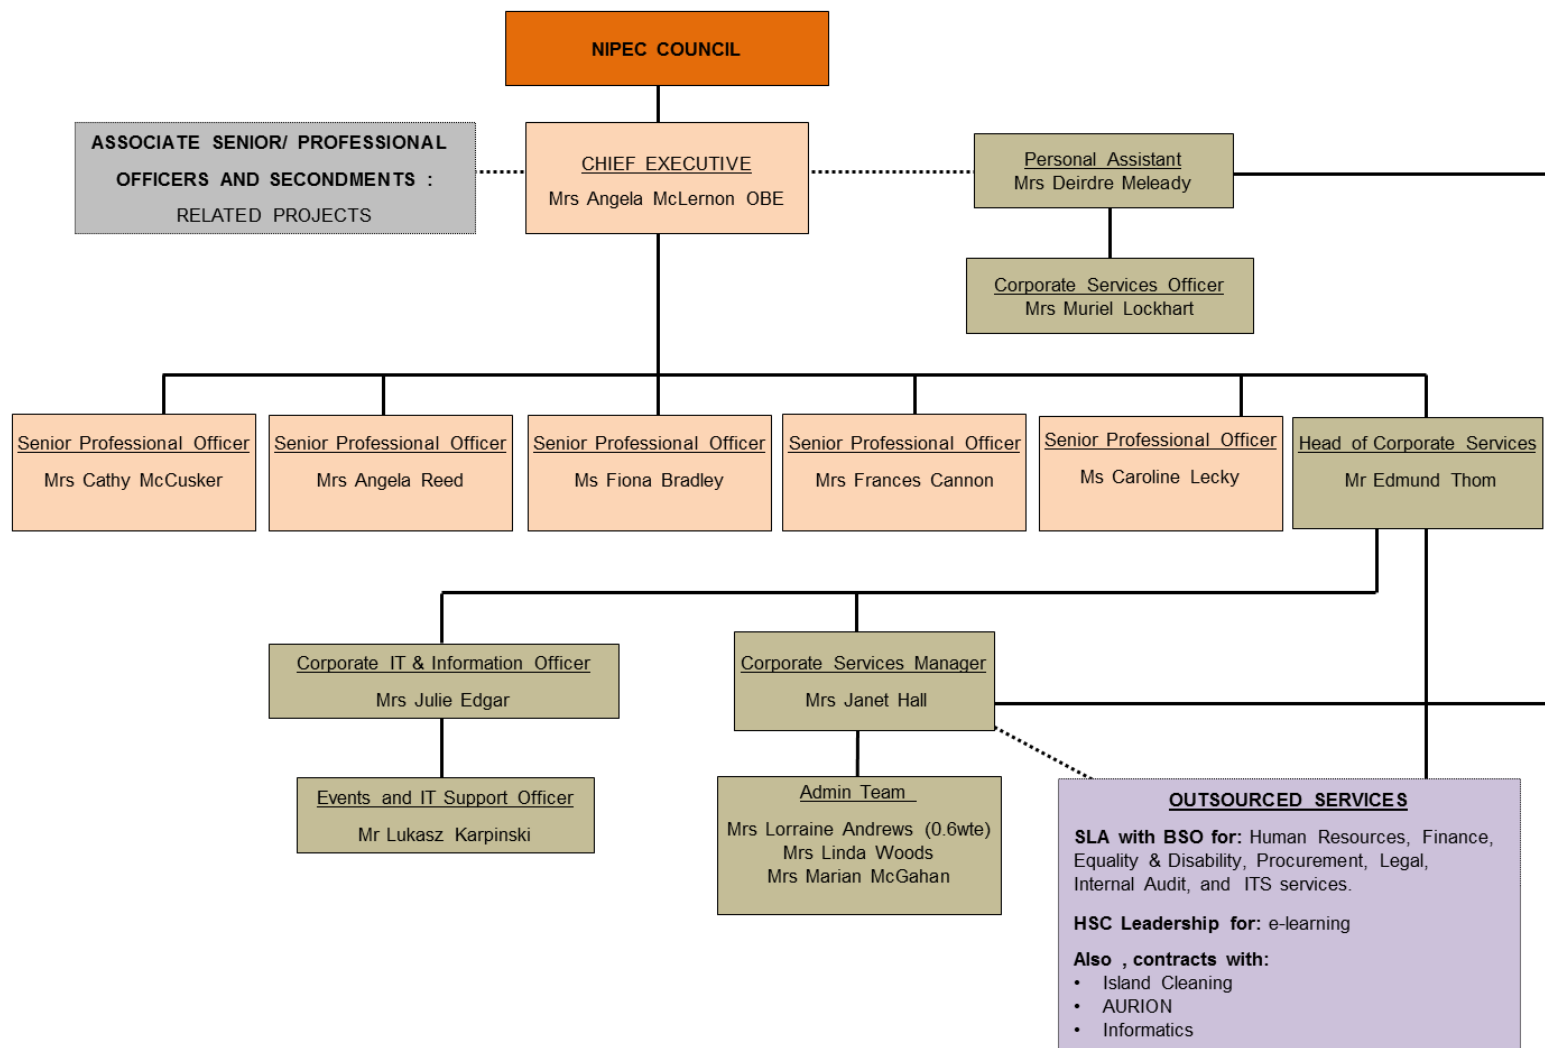 NIPEC COUNCIL
ASSOCIATE SENIOR/ PROFESSIONAL
OFFICERS AND SECONDMENTS :
RELATED PROJECTS
CHIEF EXECUTIVE
Mrs Angela McLernon OBE
Personal Assistant
Mrs Deirdre Meleady
Corporate Services Officer
Mrs Muriel Lockhart
Senior Professional Officer
Mrs Cathy McCusker
Senior Professional Officer
Mrs Angela Reed
Senior Professional Officer
Ms Fiona Bradley
Senior Professional Officer
Mrs Frances Cannon
Senior Professional Officer
Ms Caroline Lecky
Head of Corporate Services
Mr Edmund Thom
Corporate IT & Information Officer
Mrs Julie Edgar
Corporate Services Manager
Mrs Janet Hall
Events and IT Support Officer
Mr Lukasz Karpinski
Admin Team
Mrs Lorraine Andrews (0.6wte)
Mrs Linda Woods
Mrs Marian McGahan
OUTSOURCED SERVICES
SLA with BSO for: Human Resources, Finance,
Equality & Disability, Procurement, Legal,
Internal Audit, and ITS services.
HSC Leadership for: e-learning
Also , contracts with:
• Island Cleaning
• AURION
• Informatics